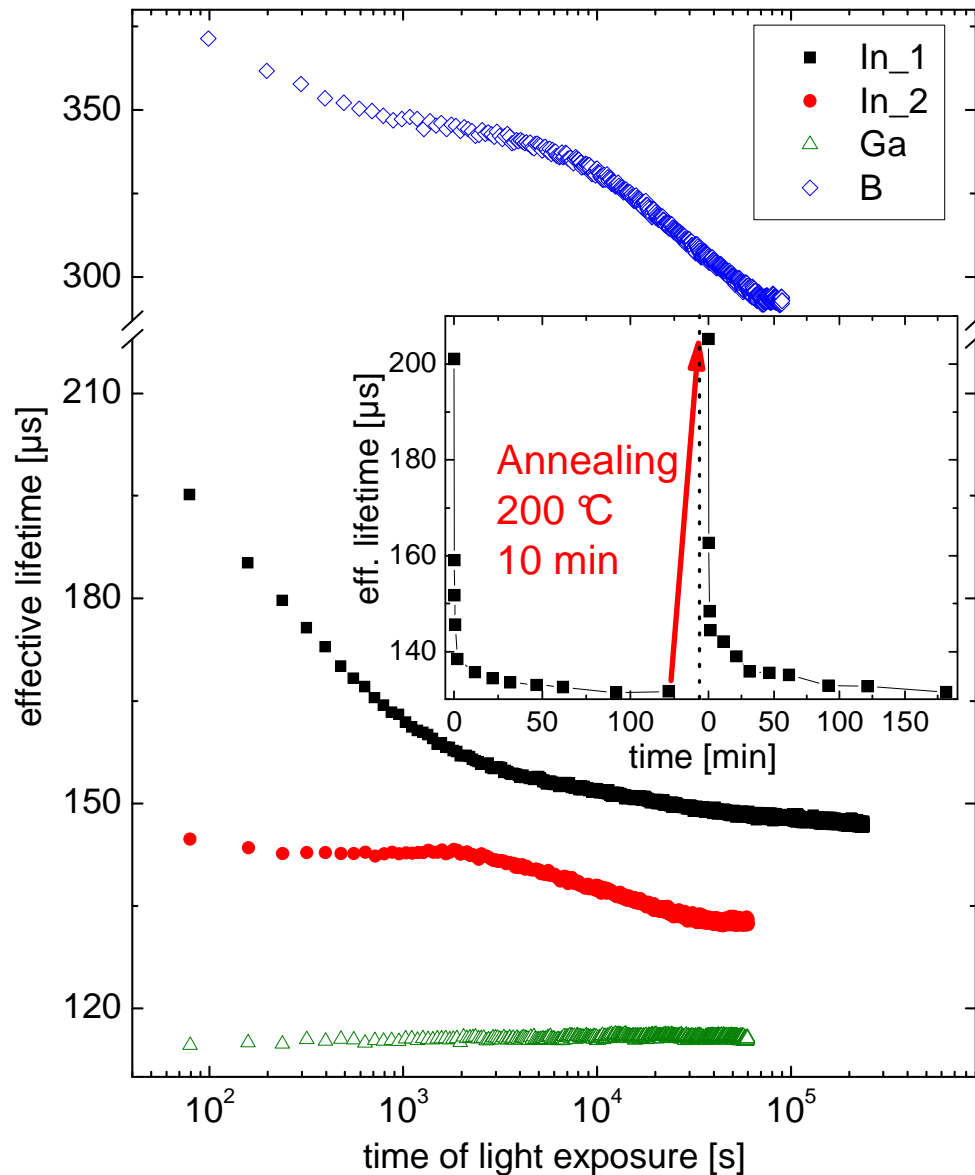 In_1
In_2
Ga
B
350
300
210
180
150
120
effective lifetime [µs]
10² 10³ 10⁴ 10⁵
time of light exposure [s]
200
180
160
140
eff. lifetime [µs]
Annealing
200 °C
10 min
0 50 100 0 50 100 150
time [min]